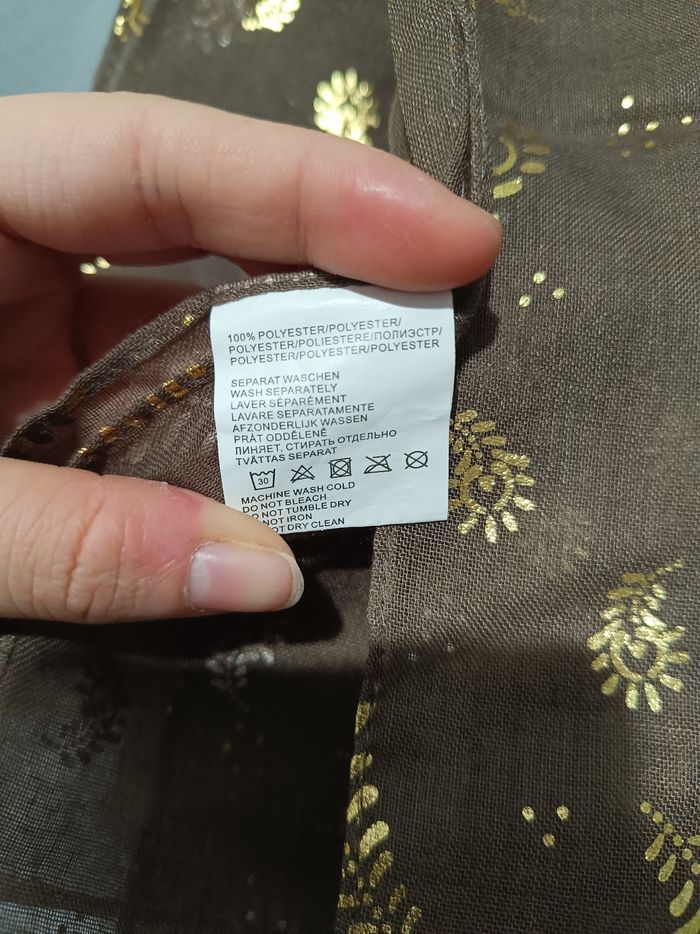 100% POLYESTER/POLYESTER/
POLYESTER/POLIESTERE/ПОЛИЭСТР/
POLYESTER/POLYESTER/POLYESTER
SEPARAT WASCHEN
WASH SEPARATELY
LAVER SÉPARÉMENT
LAVARE SEPARATAMENTE
AFZONDERLIJK WASSEN
PRÁT ODDĚLENĚ
ЛИНЯЕТ, СТИРАТЬ ОТДЕЛЬНО
TVÄTTAS SEPARAT
30
MACHINE WASH COLD
DO NOT BLEACH
DO NOT TUMBLE DRY
NOT IRON
NOT DRY CLEAN